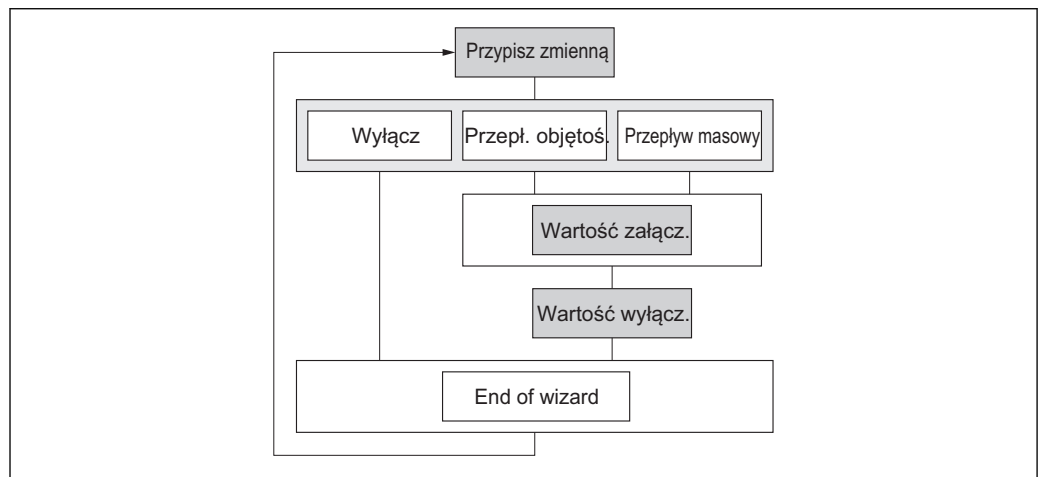 Przypisz zmienną
Wyłącz
Przepł. objętoś.
Przepływ masowy
Wartość załącz.
Wartość wyłącz.
End of wizard